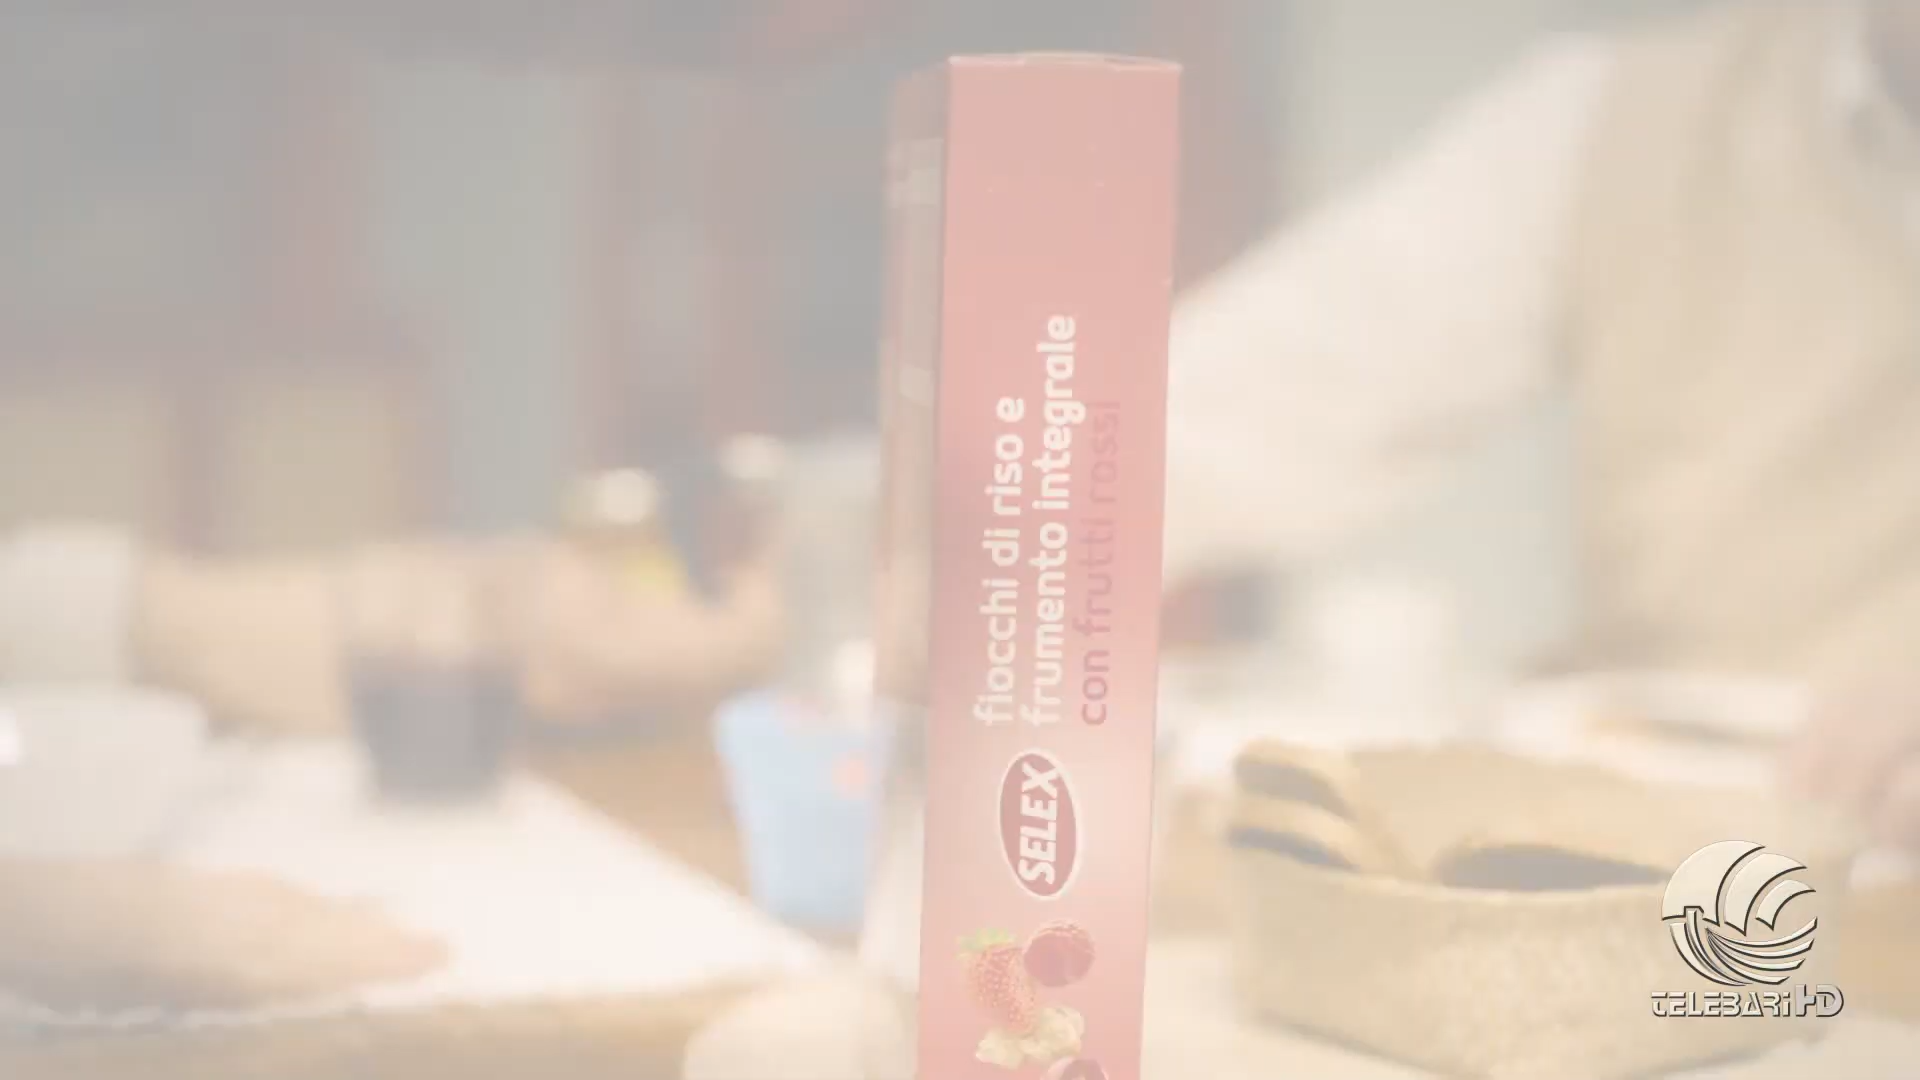 fiocchi di riso e
frumento integrale
con frutti rossi
SELEX
TELEBARI HD